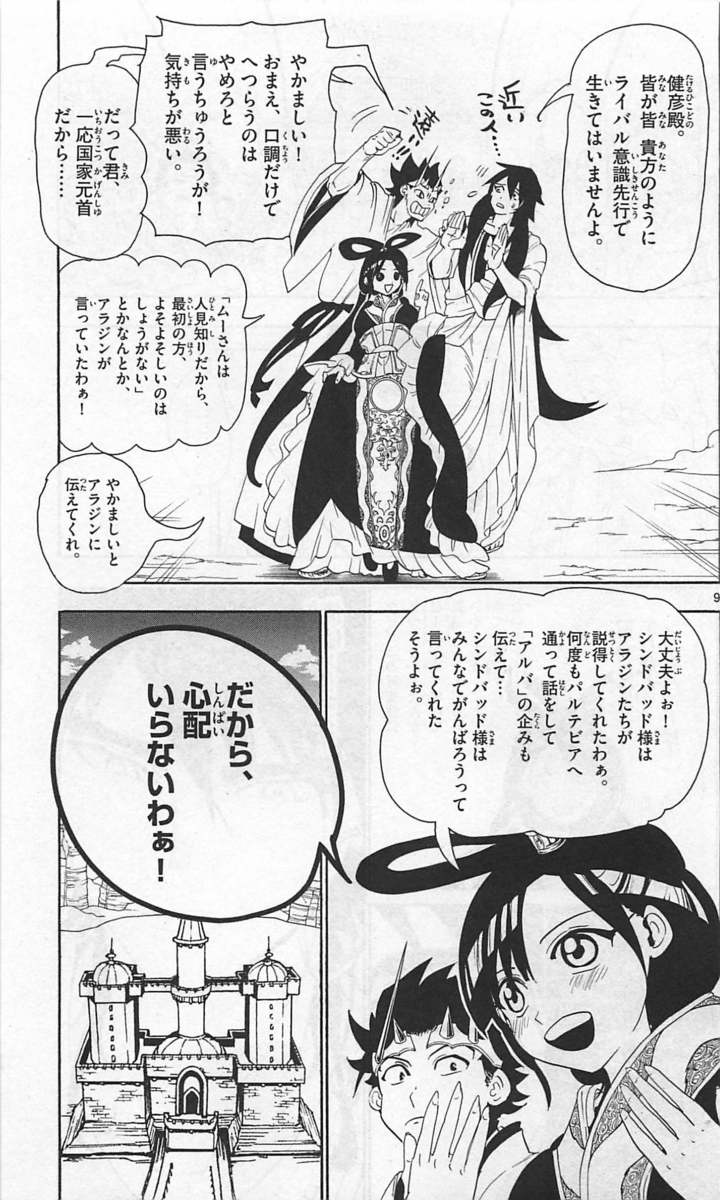 健彦殿。
皆が皆 貴方のように
ライバル意識先行で
生きてはいませんよ。
近い
この人…
やかましい！
おまえ、口調だけで
へつらうのは
やめろと
言うちゅうろうが！
気持ちが悪い。
だって君、
一応国家元首
だから……
「ムーさんは
人見知りだから、
最初の方、
よそよそしいのは
しょうがない」
とかなんとか、
アラジンが
言っていたわぁ！
やかましいと
アラジンに
伝えてくれ。
9
大丈夫よぉ！
シンドバッド様は
アラジンたちが
説得してくれたわぁ。
何度もパルテビアへ
通って話をして
「アルバ」の企みも
伝えて…
シンドバッド様は
みんなでがんばろうって
言ってくれた
そうよぉ。
だから、
心配
いらないわぁ！